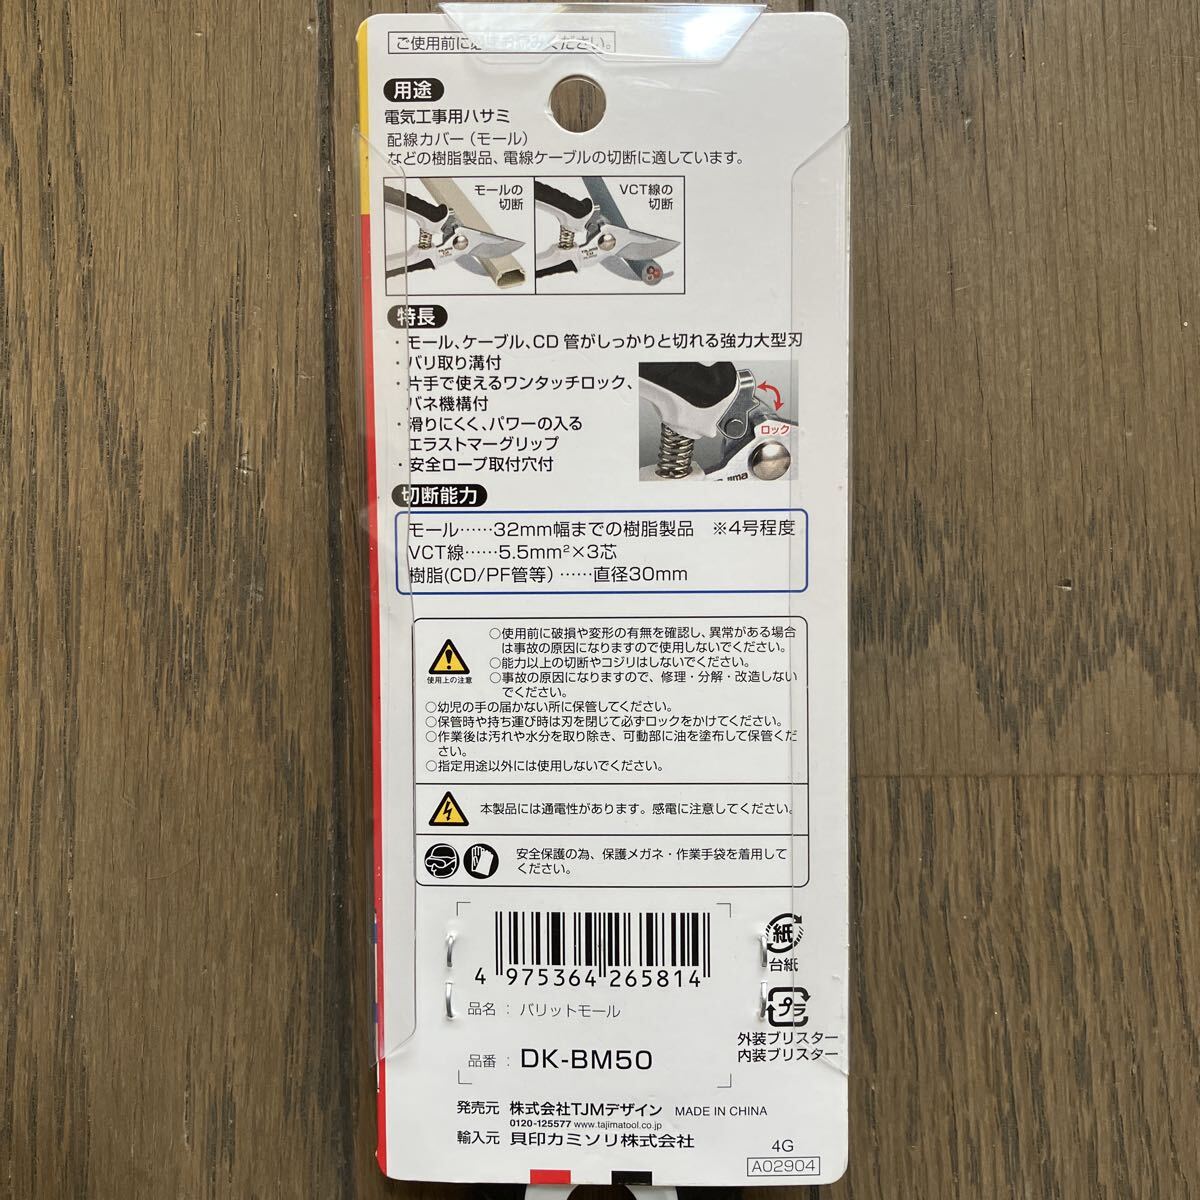 ご使用前に必ずお読みください。
用途
電気工事用ハサミ
配線カバー(モール)
などの樹脂製品、電線ケーブルの切断に適しています。
モールの
切断
VCT線の
切断
特長
・モール、ケーブル、CD管がしっかりと切れる強力大型刃
・バリ取り溝付
・片手で使えるワンタッチロック、
バネ機構付
・滑りにくく、パワーの入る
エラストマーグリップ
・安全ロープ取付穴付
ロック
切断能力
モール……32mm幅までの樹脂製品 ※4号程度
VCT線……5.5mm²×3芯
樹脂(CD/PF管等)……直径30mm
使用上の注意
○使用前に破損や変形の有無を確認し、異常がある場合
は事故の原因になりますので使用しないでください。
○能力以上の切断やコジリはしないでください。
○事故の原因になりますので、修理・分解・改造しない
でください。
○幼児の手の届かない所に保管してください。
○保管時や持ち運び時は刃を閉じて必ずロックをかけてください。
○作業後は汚れや水分を取り除き、可動部に油を塗布して保管くだ
さい。
○指定用途以外には使用しないでください。
本製品には通電性があります。感電に注意してください。
安全保護の為、保護メガネ・作業手袋を着用して
ください。
4 975364 265814
紙
台紙
品名：バリットモール
プラ
外装ブリスター
内装ブリスター
品番：DK-BM50
発売元 株式会社TJMデザイン MADE IN CHINA
0120-125577 www.tajimatool.co.jp
輸入元 貝印カミソリ株式会社
4G
A02904